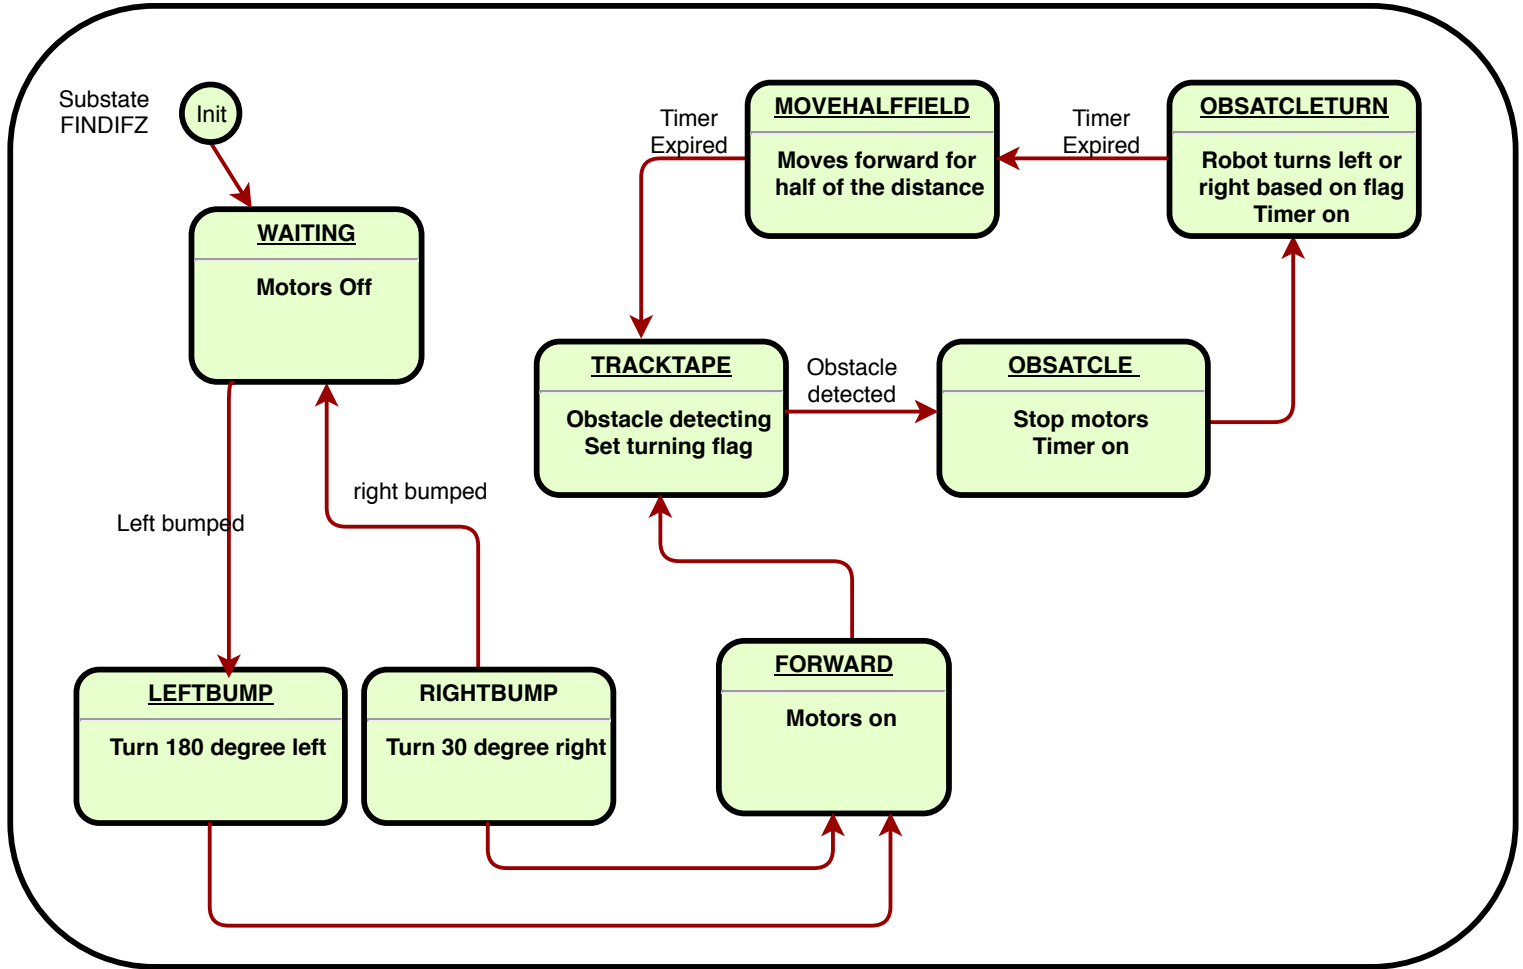 Substate
FINDIFZ
Init
WAITING
Motors Off
Left bumped
right bumped
LEFTBUMP
Turn 180 degree left
RIGHTBUMP
Turn 30 degree right
FORWARD
Motors on
TRACKTAPE
Obstacle detecting
Set turning flag
Obstacle
detected
OBSATCLE
Stop motors
Timer on
OBSATCLETURN
Robot turns left or
right based on flag
Timer on
Timer
Expired
MOVEHALFFIELD
Moves forward for
half of the distance
Timer
Expired